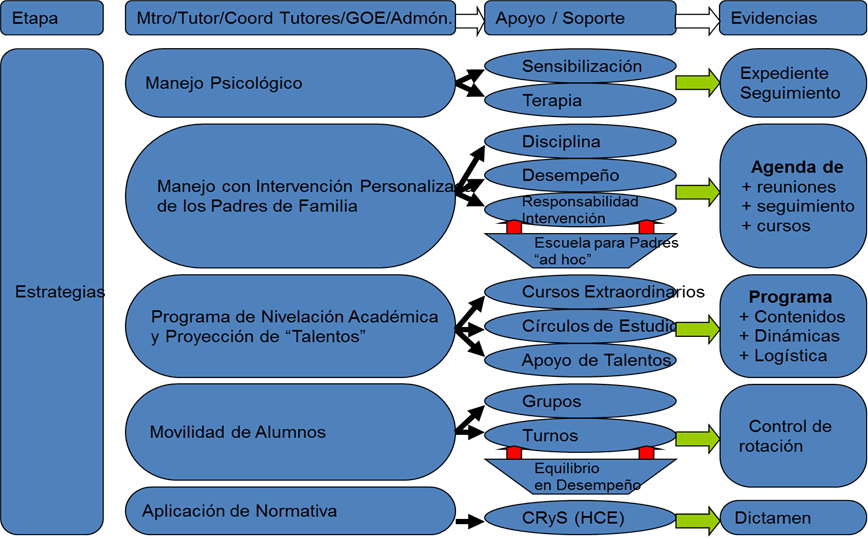 Etapa
Mtro/Tutor/Coord Tutores/GOE/Admón.
Apoyo / Soporte
Evidencias
Estrategias
Manejo Psicológico
Sensibilización
Terapia
Expediente
Seguimiento
Manejo con Intervención Personalizada
de los Padres de Familia
Disciplina
Desempeño
Responsabilidad
Intervención
Escuela para Padres
“ad hoc”
Agenda de
+ reuniones
+ seguimiento
+ cursos
Programa de Nivelación Académica
y Proyección de “Talentos”
Cursos Extraordinarios
Círculos de Estudio
Apoyo de Talentos
Programa
+ Contenidos
+ Dinámicas
+ Logística
Movilidad de Alumnos
Grupos
Turnos
Equilibrio
en Desempeño
Control de
rotación
Aplicación de Normativa
CRyS (HCE)
Dictamen